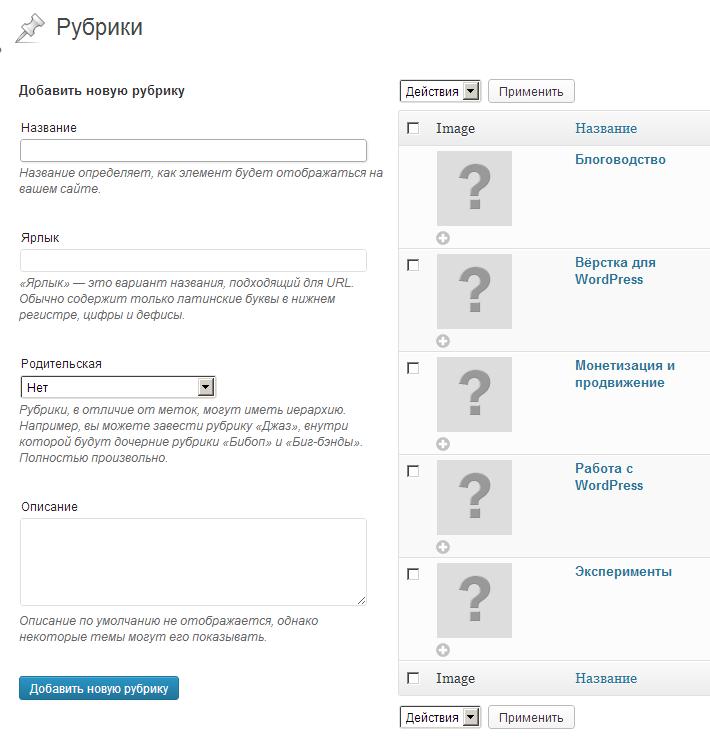 Рубрики
Добавить новую рубрику
Название
Название определяет, как элемент будет отображаться на
вашем сайте.
Ярлык
«Ярлык» — это вариант названия, подходящий для URL.
Обычно содержит только латинские буквы в нижнем
регистре, цифры и дефисы.
Родительская
Нет
Рубрики, в отличие от меток, могут иметь иерархию.
Например, вы можете завести рубрику «Джаз», внутри
которой будут дочерние рубрики «Бибоп» и «Биг-бэнды».
Полностью произвольно.
Описание
Описание по умолчанию не отображается, однако
некоторые темы могут его показывать.
Добавить новую рубрику
Действия Применить
Image Название
? Блоговодство
? Вёрстка для
WordPress
? Монетизация и
продвижение
? Работа с
WordPress
? Эксперименты
Image Название
Действия Применить